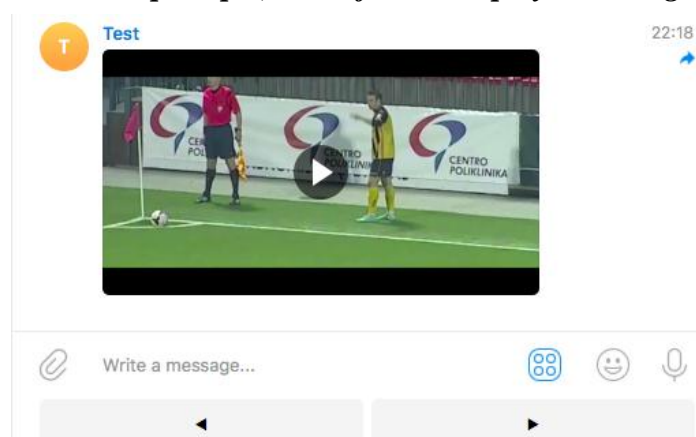 Test 22:18
T
CENTRO
POLIKLINIKA
CENTRO
POLIKLINIKA
Write a message...